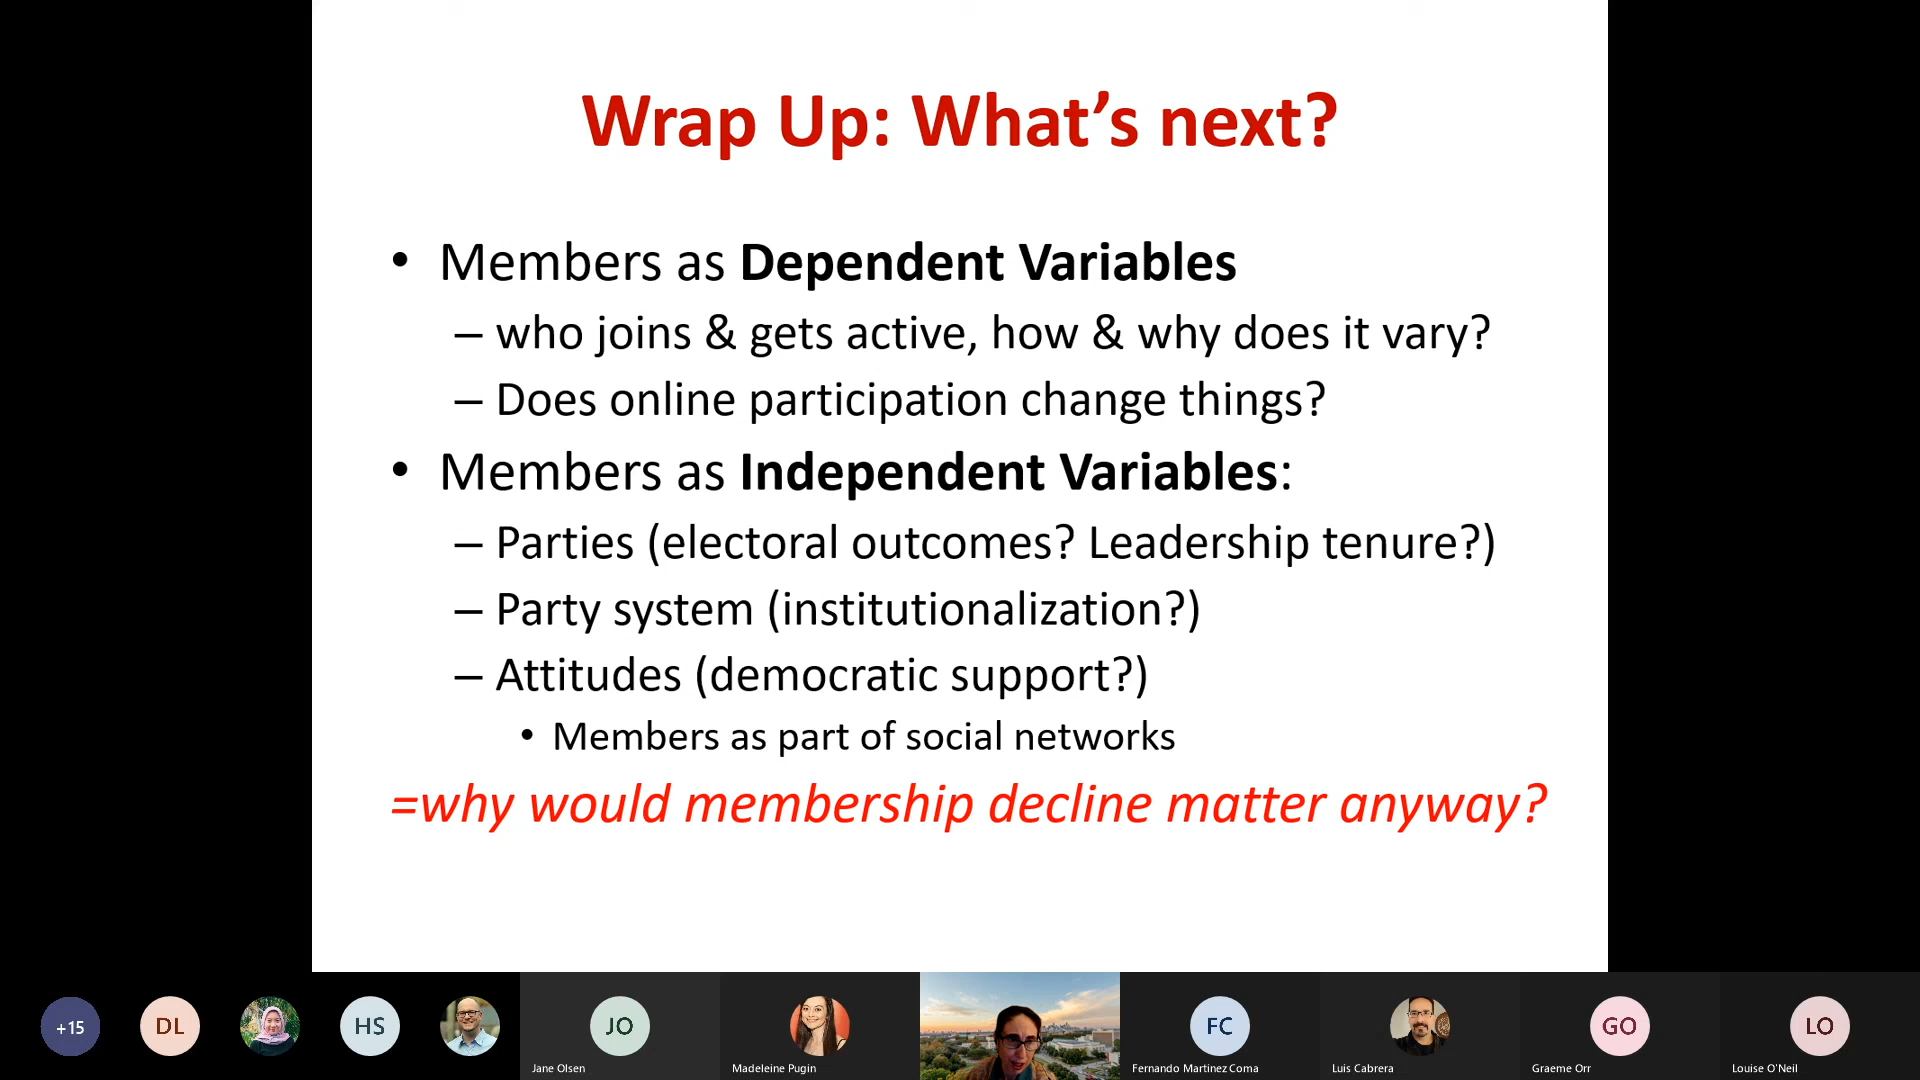 Wrap Up: What’s next?
• Members as Dependent Variables
– who joins & gets active, how & why does it vary?
– Does online participation change things?
• Members as Independent Variables:
– Parties (electoral outcomes? Leadership tenure?)
– Party system (institutionalization?)
– Attitudes (democratic support?)
• Members as part of social networks
=why would membership decline matter anyway?
+15
DL
HS
JO
FC
GO
LO
Jane Olsen
Madeleine Pugin
Fernando Martinez Coma
Luis Cabrera
Graeme Orr
Louise O'Neil